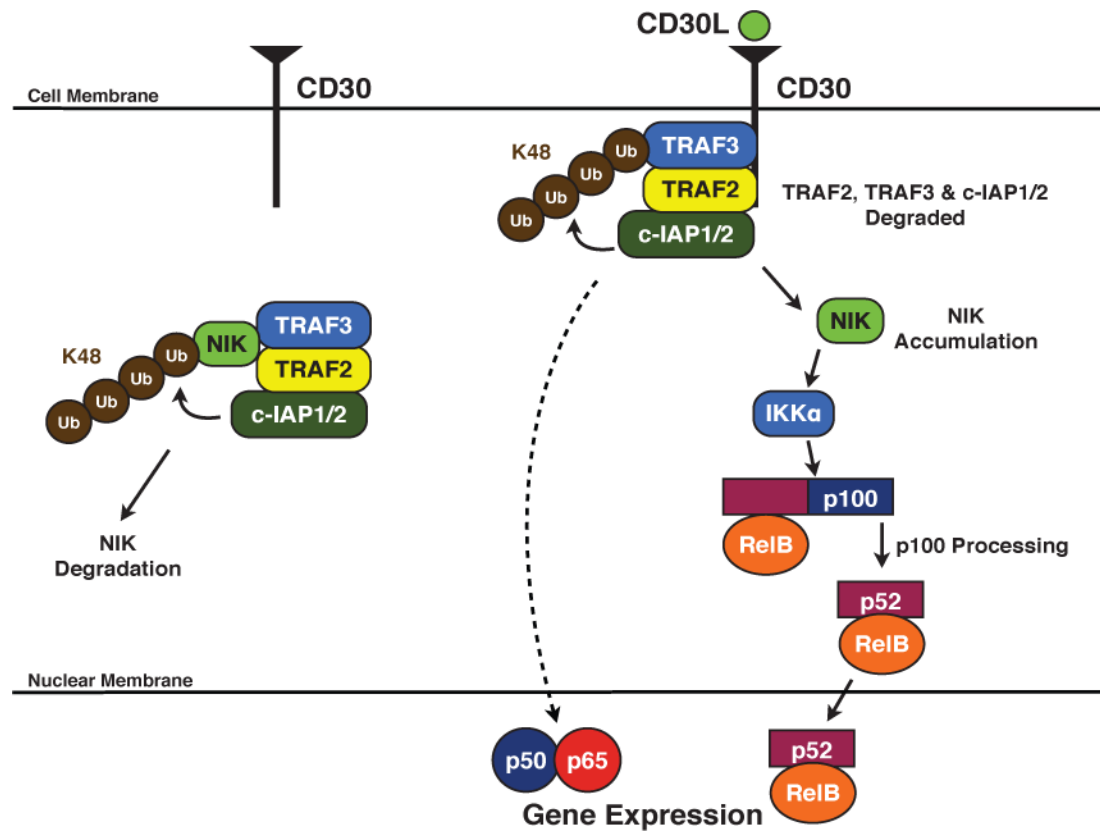 CD30L
CD30
CD30
Cell Membrane
K48
Ub
Ub
Ub
Ub
TRAF3
TRAF2
c-IAP1/2
TRAF2, TRAF3 & c-IAP1/2
Degraded
K48
Ub
Ub
Ub
Ub
NIK
TRAF3
TRAF2
c-IAP1/2
NIK
Degradation
NIK
NIK
Accumulation
IKKα
p100
RelB
p100 Processing
p52
RelB
Nuclear Membrane
p50
p65
p52
RelB
Gene Expression